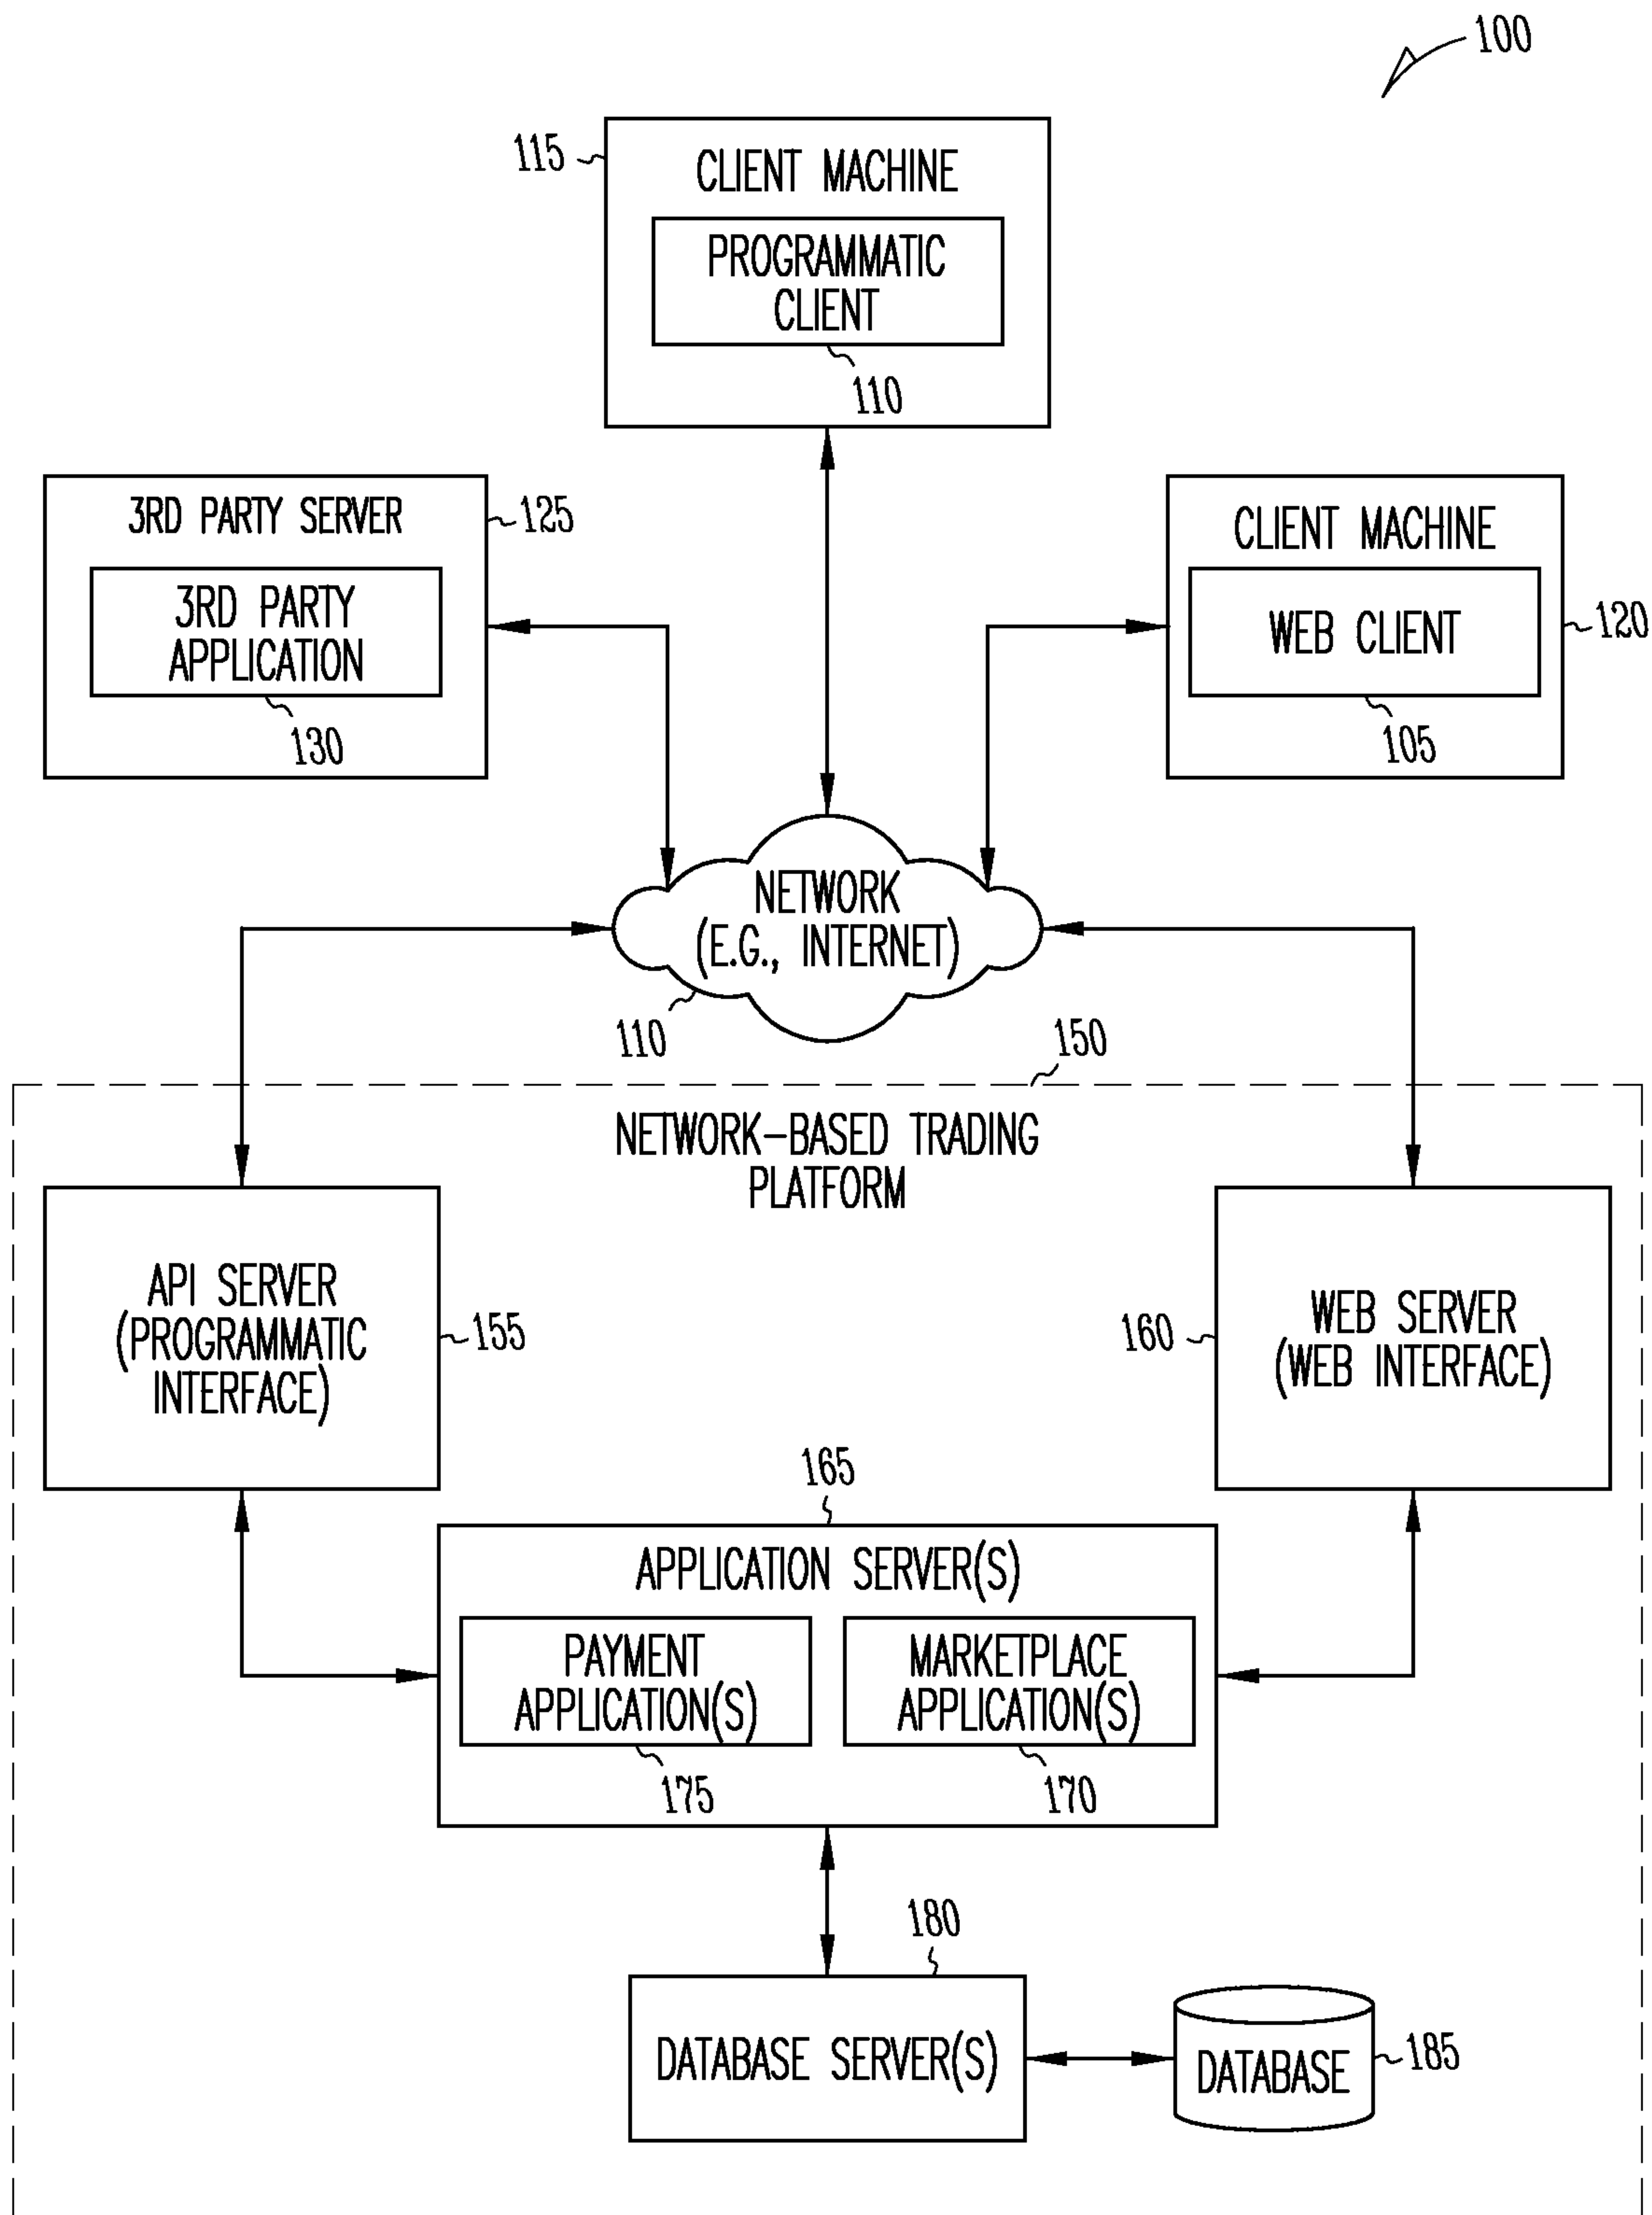 100
115
CLIENT MACHINE
PROGRAMMATIC
CLIENT
110
3RD PARTY SERVER
125
3RD PARTY
APPLICATION
130
CLIENT MACHINE
WEB CLIENT
120
105
NETWORK
(E.G., INTERNET)
110
150
NETWORK-BASED TRADING
PLATFORM
API SERVER
(PROGRAMMATIC
INTERFACE)
155
160
WEB SERVER
(WEB INTERFACE)
165
APPLICATION SERVER(S)
PAYMENT
APPLICATION(S)
175
MARKETPLACE
APPLICATION(S)
170
180
DATABASE SERVER(S)
DATABASE
185